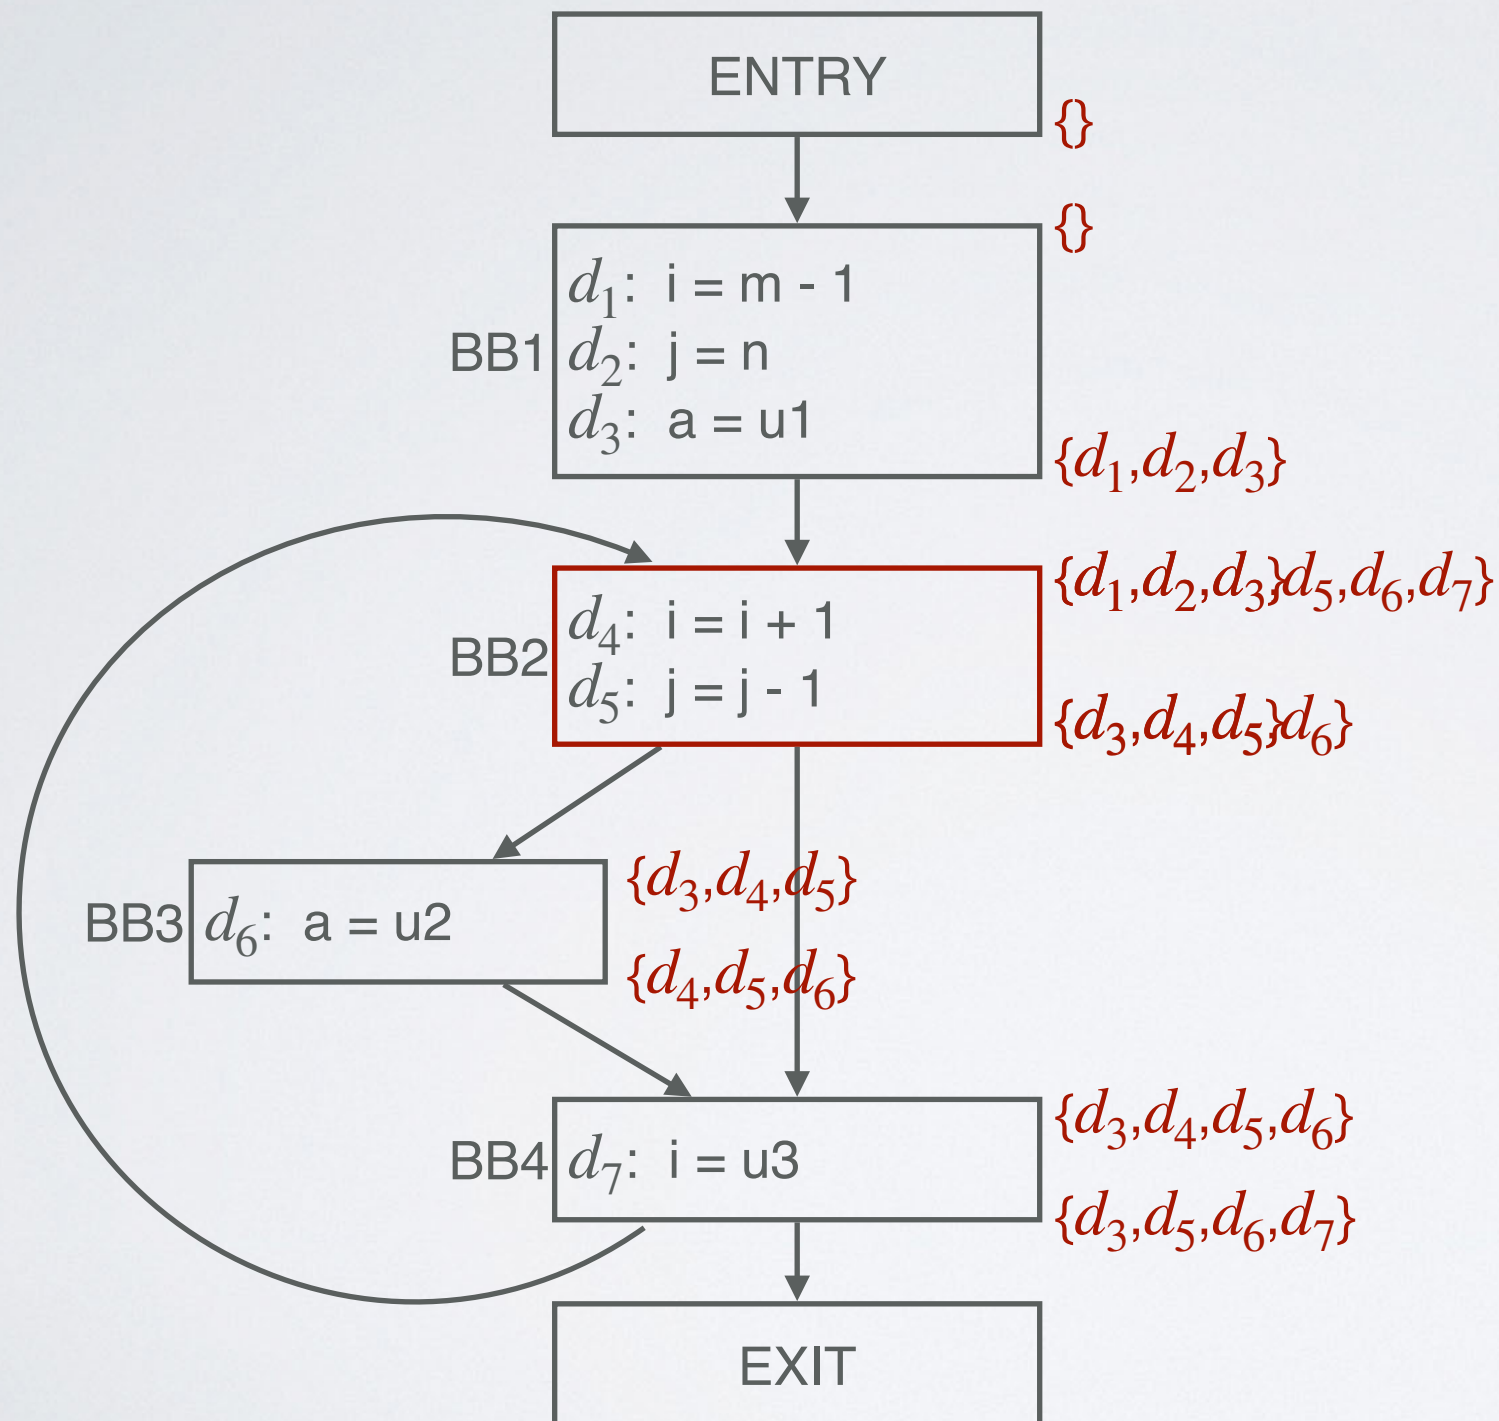 ENTRY
{}
{}
d₁: i = m - 1
BB1 d₂: j = n
d₃: a = u1
{d₁,d₂,d₃}
{d₁,d₂,d₃}d₅,d₆,d₇}
d₄: i = i + 1
BB2
d₅: j = j - 1
{d₃,d₄,d₅}d₆}
{d₃,d₄,d₅}
BB3 d₆: a = u2
{d₄,d₅,d₆}
{d₃,d₄,d₅,d₆}
BB4 d₇: i = u3
{d₃,d₅,d₆,d₇}
EXIT